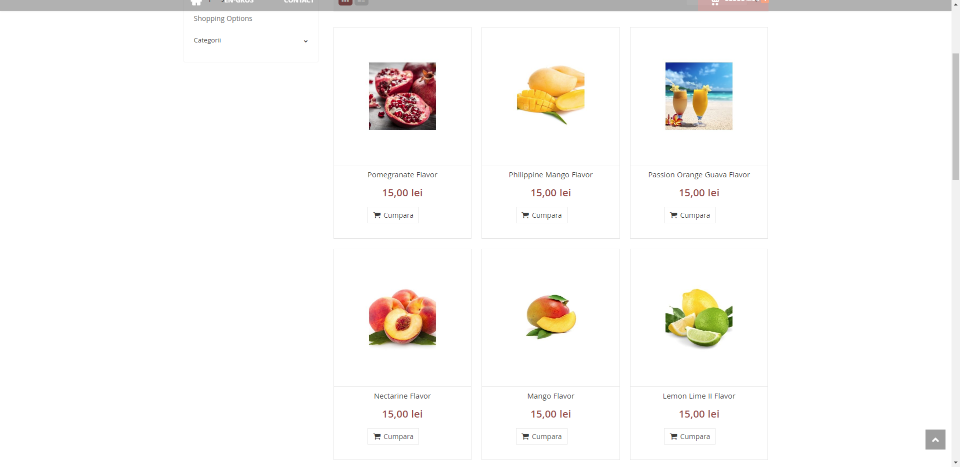 EN-GROS
CONTACT
Shopping Options
Categorii
Pomegranate Flavor
15,00 lei
Cumpara
Philippine Mango Flavor
15,00 lei
Cumpara
Passion Orange Guava Flavor
15,00 lei
Cumpara
Nectarine Flavor
15,00 lei
Cumpara
Mango Flavor
15,00 lei
Cumpara
Lemon Lime II Flavor
15,00 lei
Cumpara